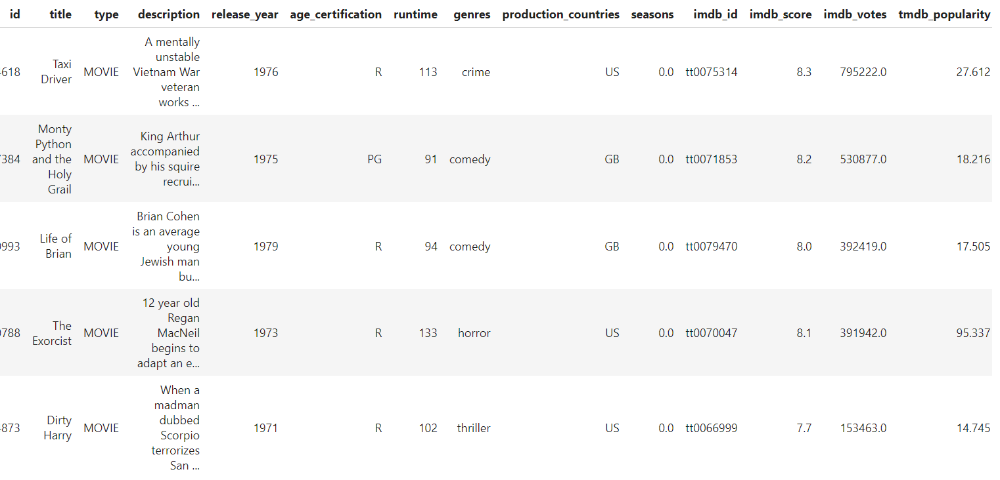 id title type description release_year age_certification runtime genres production_countries seasons imdb_id imdb_score imdb_votes tmdb_popularity
618 Taxi Driver MOVIE A mentally unstable Vietnam War veteran works ... 1976 R 113 crime US 0.0 tt0075314 8.3 795222.0 27.612
384 Monty Python and the Holy Grail MOVIE King Arthur accompanied by his squire recrui... 1975 PG 91 comedy GB 0.0 tt0071853 8.2 530877.0 18.216
993 Life of Brian MOVIE Brian Cohen is an average young Jewish man bu... 1979 R 94 comedy GB 0.0 tt0079470 8.0 392419.0 17.505
788 The Exorcist MOVIE 12 year old Regan MacNeil begins to adapt an e... 1973 R 133 horror US 0.0 tt0070047 8.1 391942.0 95.337
873 Dirty Harry MOVIE When a madman dubbed Scorpio terrorizes San ... 1971 R 102 thriller US 0.0 tt0066999 7.7 153463.0 14.745